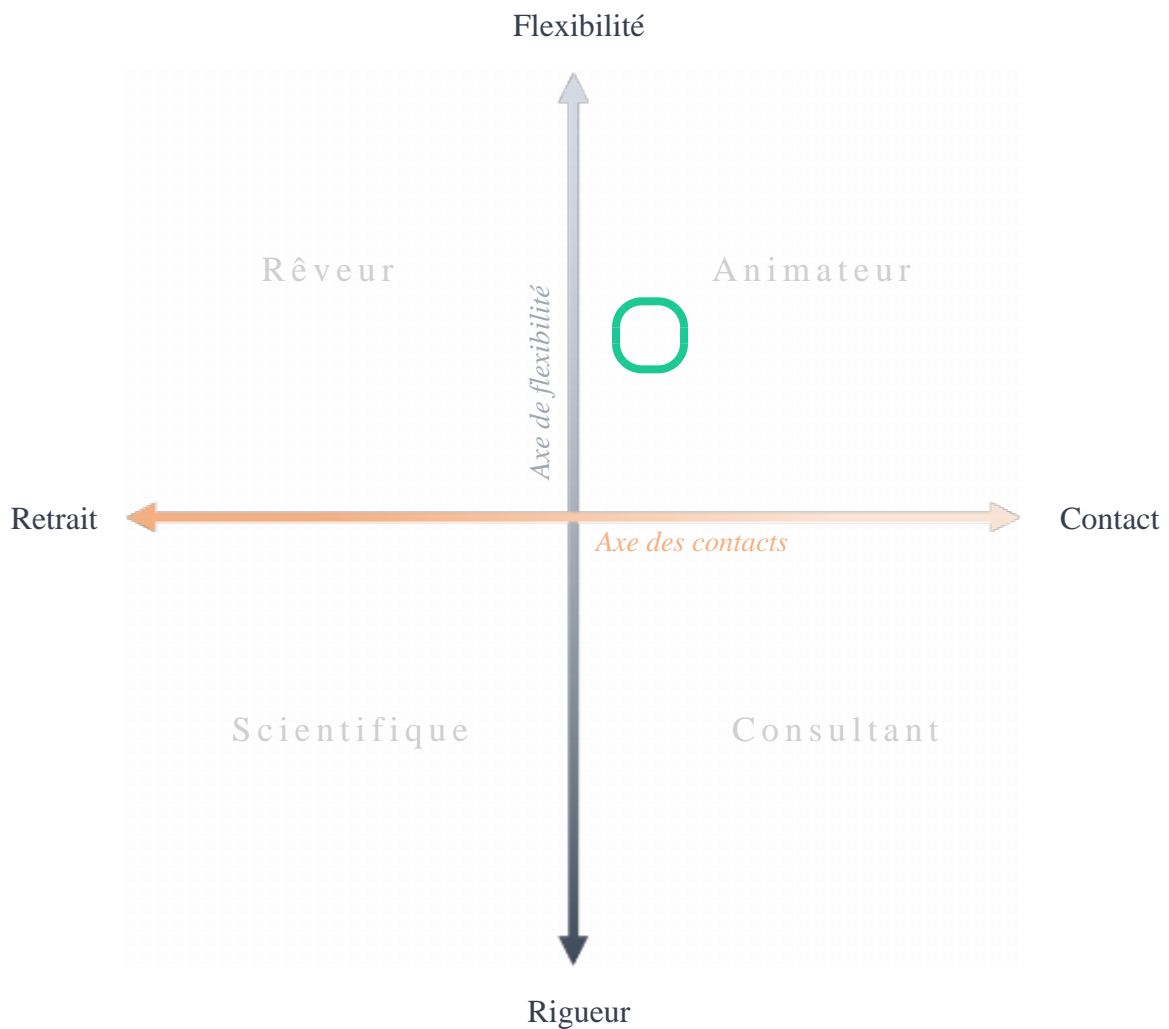 Flexibilité
Rêveur
Animateur
Axe de flexibilité
Retrait
Contact
Axe des contacts
Scientifique
Consultant
Rigueur